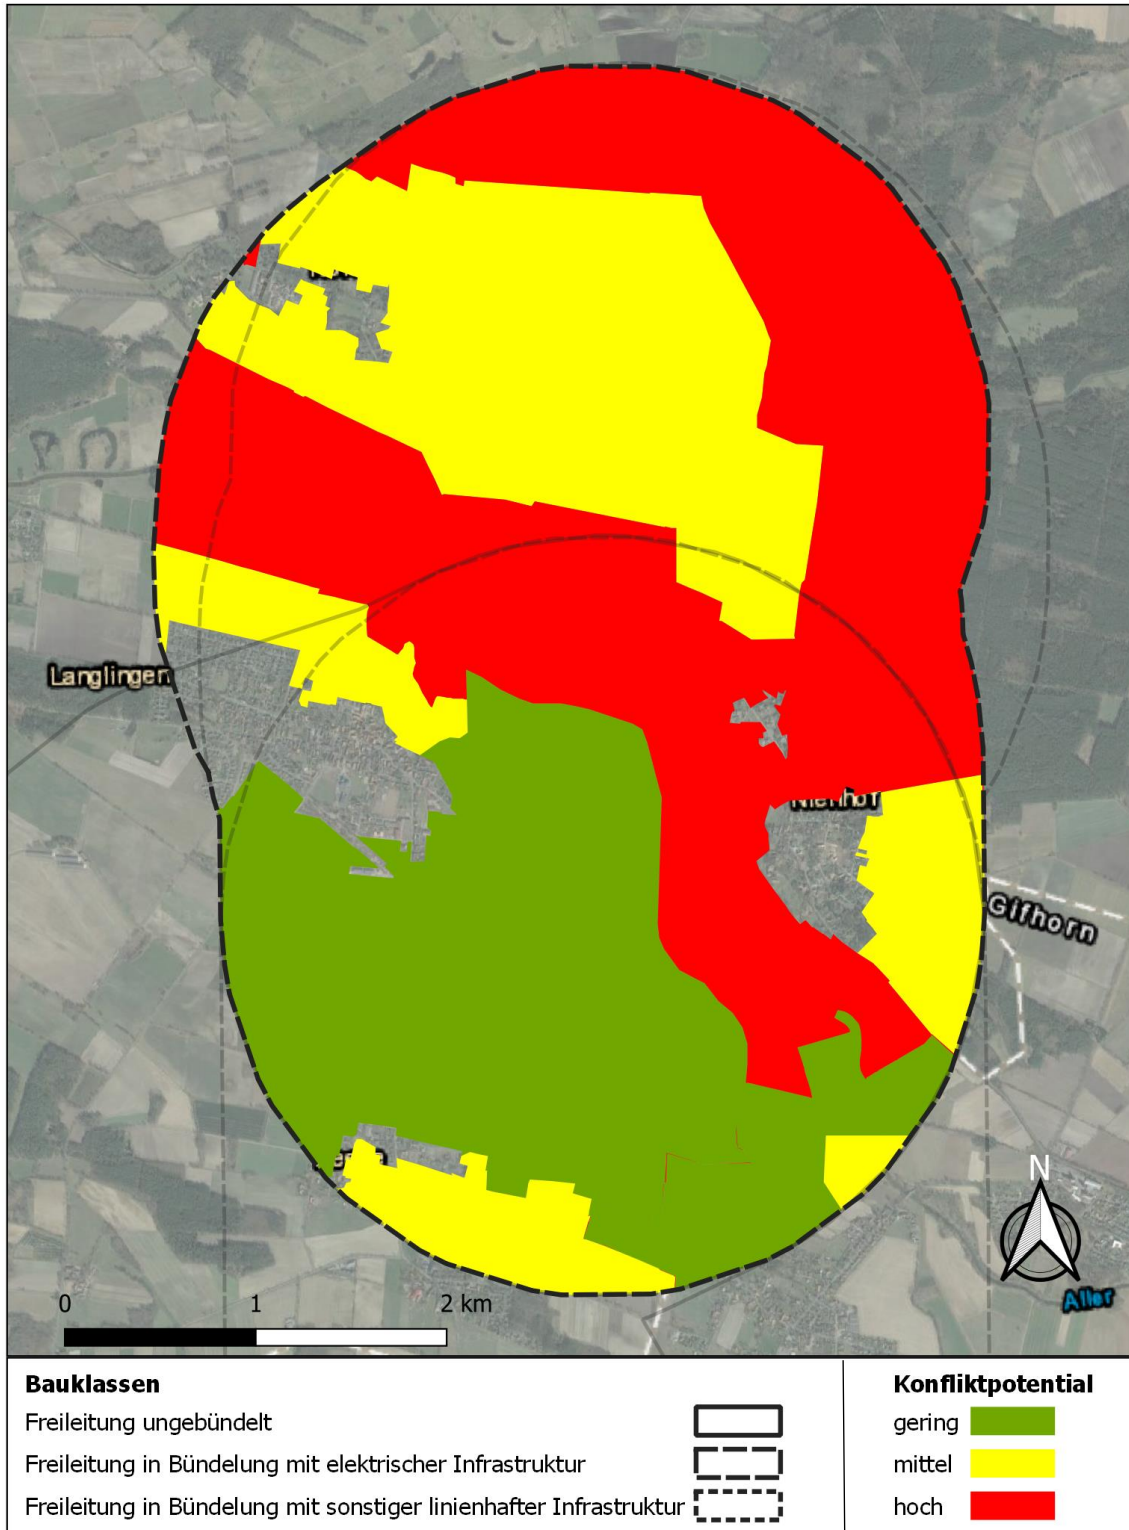 Langlingen
Nienhof
Gifhorn
N
Aller
0 1 2 km
Bauklassen
Freileitung ungebündelt
Freileitung in Bündelung mit elektrischer Infrastruktur
Freileitung in Bündelung mit sonstiger linienhafter Infrastruktur
Konfliktpotential
gering
mittel
hoch